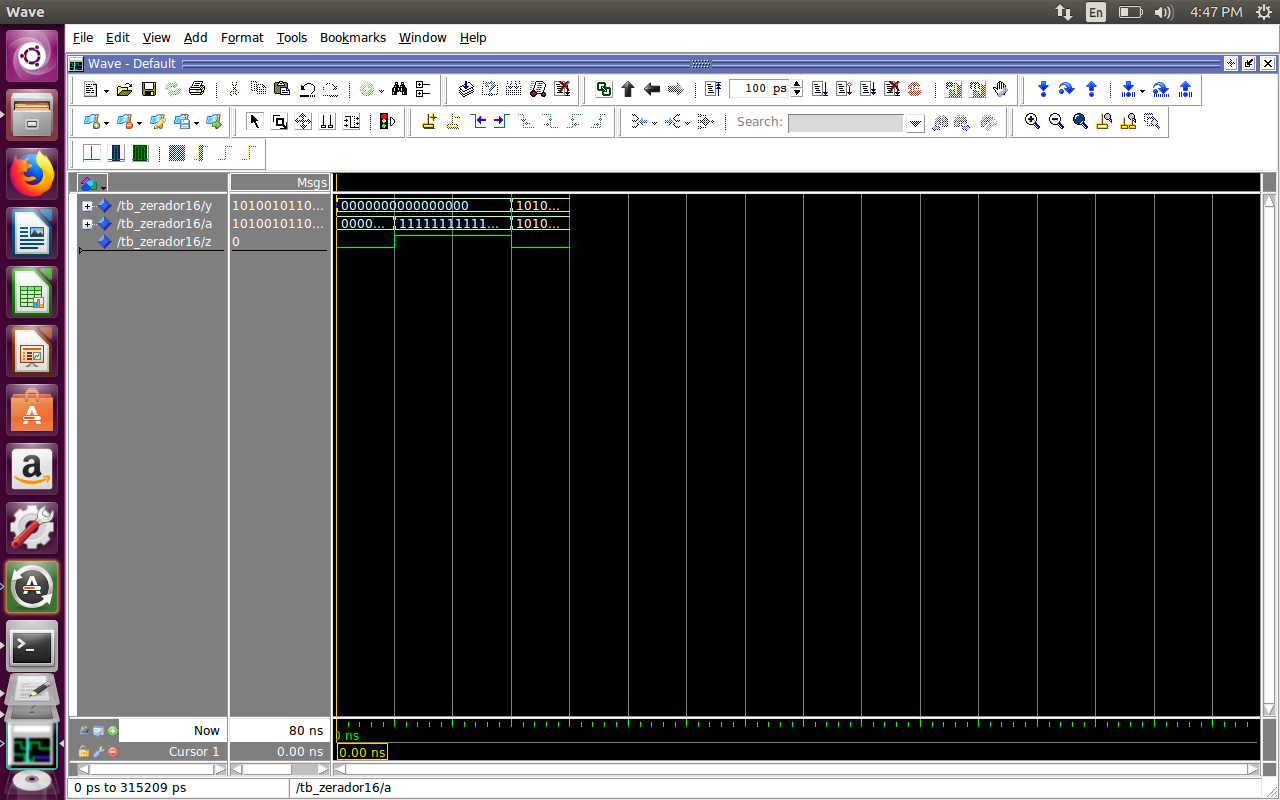 Wave
En
4:47 PM
File Edit View Add Format Tools Bookmarks Window Help
Wave - Default
100 ps
Search:
Msgs
/tb_zerador16/y 1010010110... 0000000000000000 1010...
/tb_zerador16/a 1010010110... 0000... 11111111111... 1010...
/tb_zerador16/z 0
Now 80 ns
ns
Cursor 1 0.00 ns 0.00 ns
0 ps to 315209 ps /tb_zerador16/a